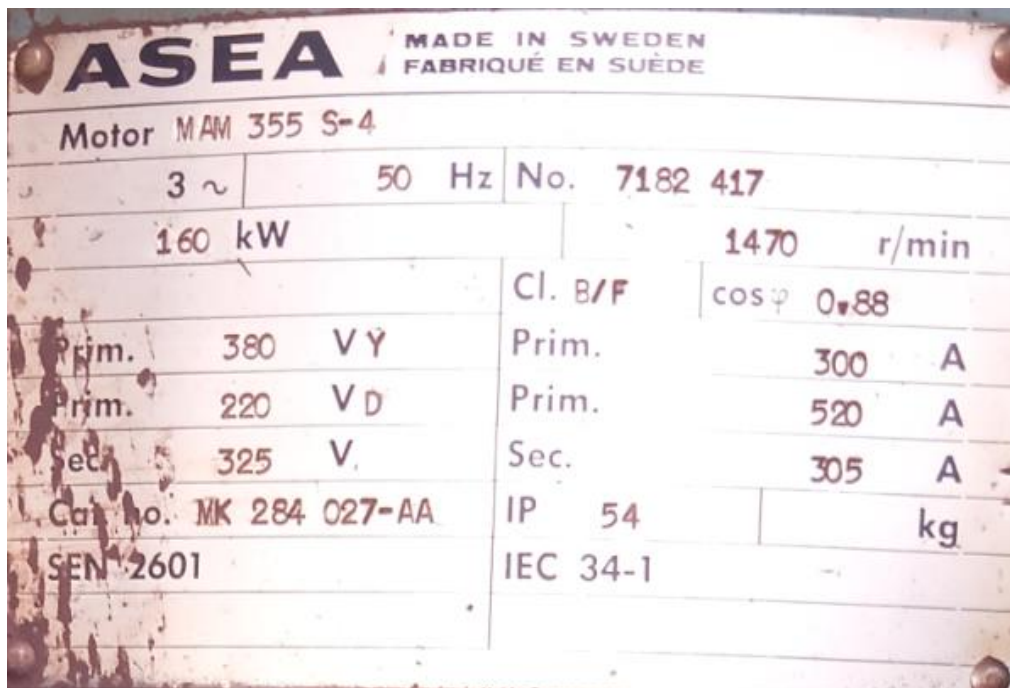 ASEA
MADE IN SWEDEN
FABRIQUÉ EN SUÈDE
Motor MAM 355 S-4
3 ~ 50 Hz No. 7182 417
160 kW 1470 r/min
Cl. B/F cosφ 0.88
Prim. 380 V Y Prim. 300 A
Prim. 220 V D Prim. 520 A
Sec. 325 V. Sec. 305 A
Cat. no. MK 284 027-AA IP 54 kg
SEN 2601 IEC 34-1